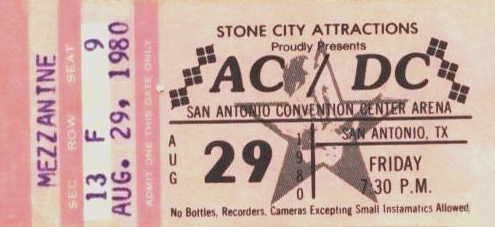 MEZZANINE
SEC ROW SEAT
13 F 9
AUG. 29, 1980
ADMIT ONE THIS DATE ONLY
STONE CITY ATTRACTIONS
Proudly Presents
AC/DC
SAN ANTONIO CONVENTION CENTER ARENA
SAN ANTONIO, TX
AUG 29 1980
FRIDAY
7:30 P.M.
No Bottles, Recorders, Cameras Excepting Small Instamatics Allowed.